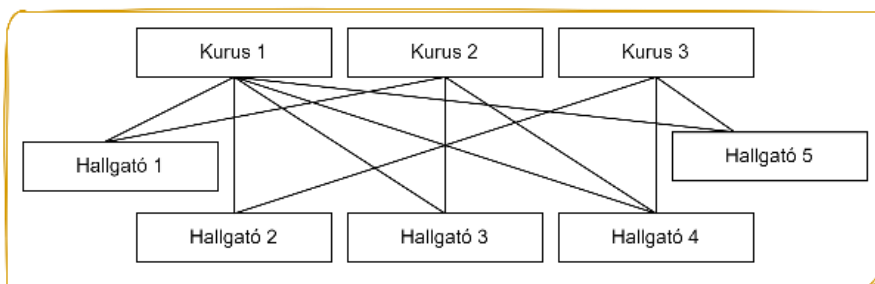 Kurus 1
Kurus 2
Kurus 3
Hallgató 1
Hallgató 5
Hallgató 2
Hallgató 3
Hallgató 4